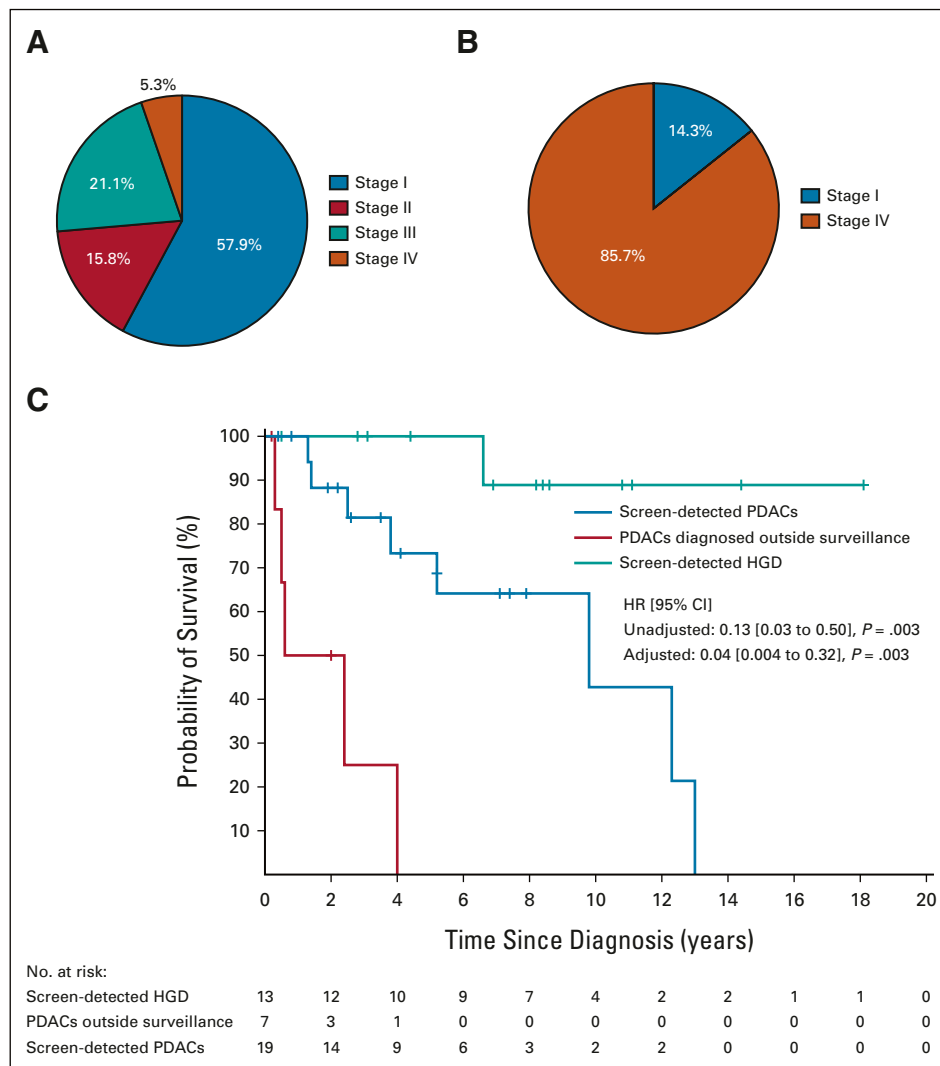 A
5.3%
21.1%
15.8%
57.9%
Stage I
Stage II
Stage III
Stage IV
B
14.3%
85.7%
Stage I
Stage IV
C
Probability of Survival (%)
100
90
80
70
60
50
40
30
20
10
Screen-detected PDACs
PDACs diagnosed outside surveillance
Screen-detected HGD
HR [95% CI]
Unadjusted: 0.13 [0.03 to 0.50], P = .003
Adjusted: 0.04 [0.004 to 0.32], P = .003
0 2 4 6 8 10 12 14 16 18 20
Time Since Diagnosis (years)
No. at risk:
Screen-detected HGD 13 12 10 9 7 4 2 2 1 1 0
PDACs outside surveillance 7 3 1 0 0 0 0 0 0 0 0
Screen-detected PDACs 19 14 9 6 3 2 2 0 0 0 0